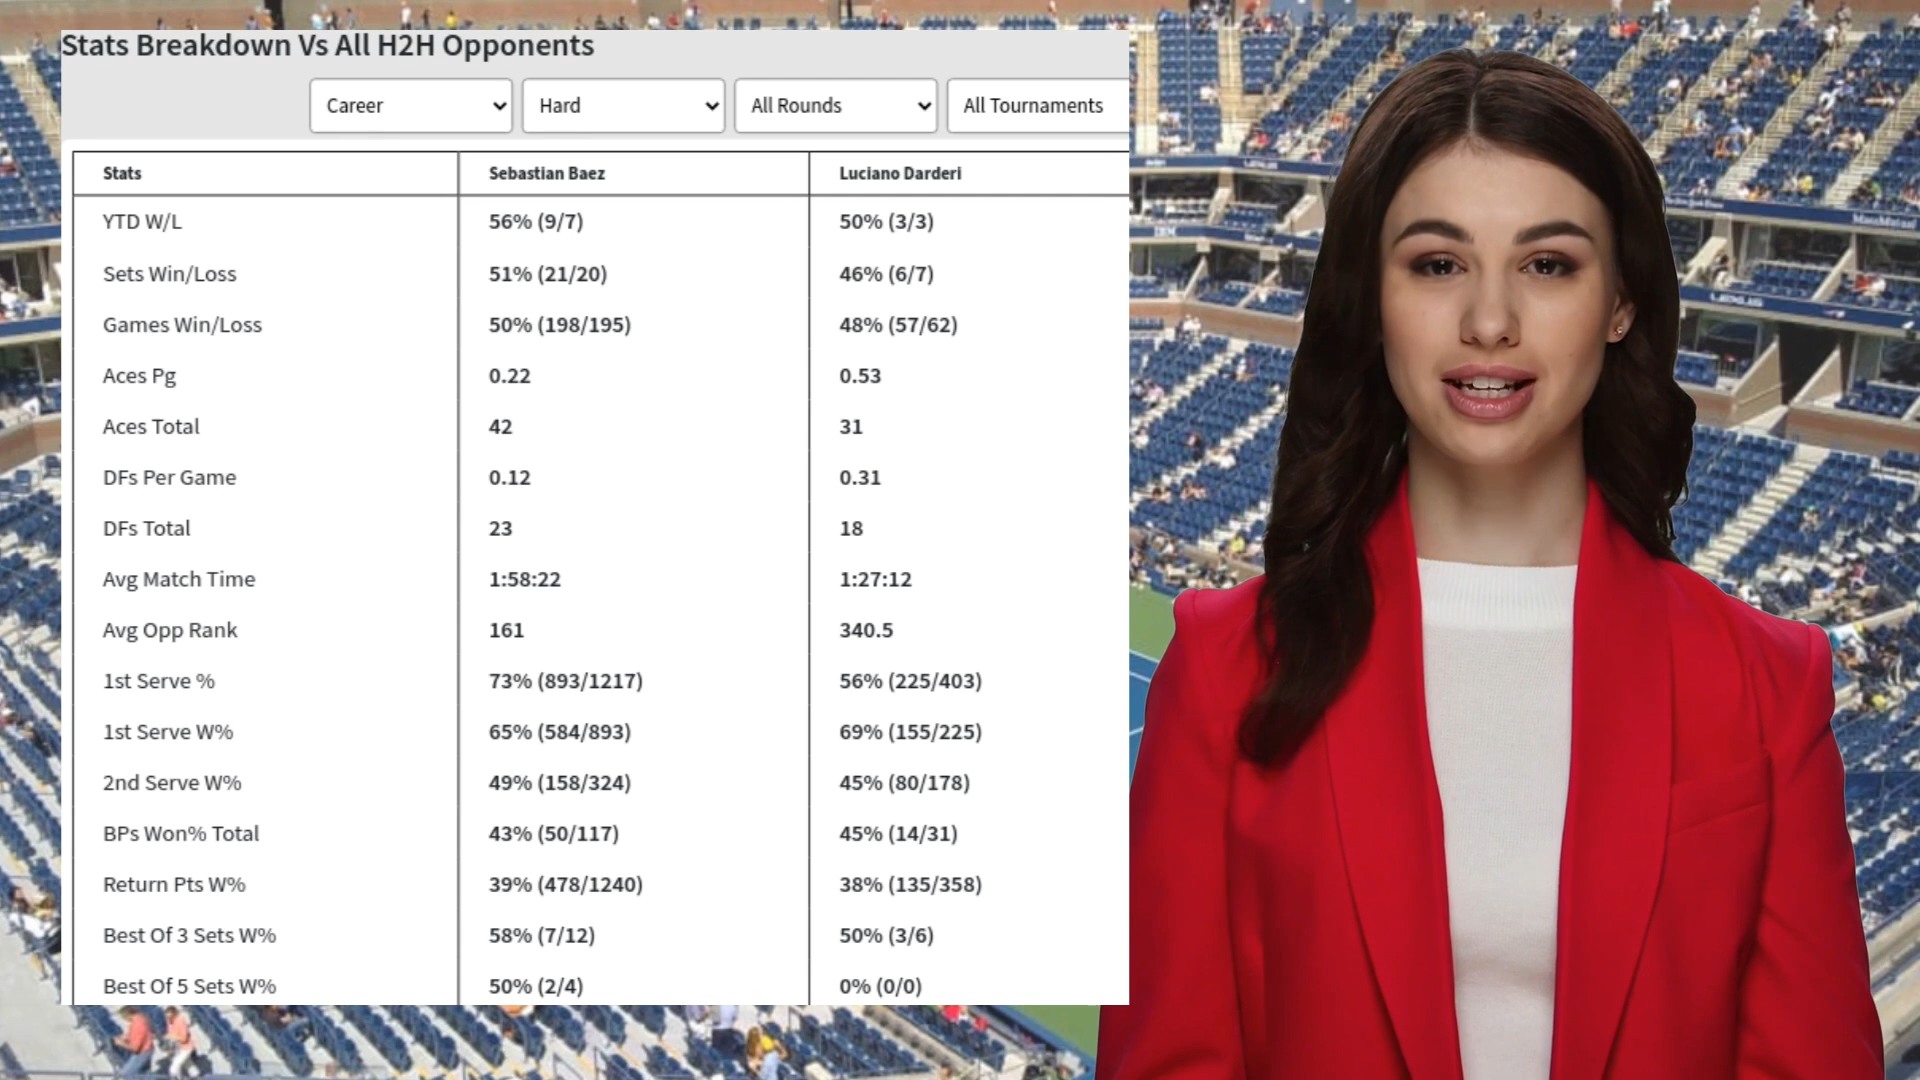 Stats Breakdown Vs All H2H Opponents
Career Hard All Rounds All Tournaments
Stats Sebastian Baez Luciano Darderi
YTD W/L 56% (9/7) 50% (3/3)
Sets Win/Loss 51% (21/20) 46% (6/7)
Games Win/Loss 50% (198/195) 48% (57/62)
Aces Pg 0.22 0.53
Aces Total 42 31
DFs Per Game 0.12 0.31
DFs Total 23 18
Avg Match Time 1:58:22 1:27:12
Avg Opp Rank 161 340.5
1st Serve % 73% (893/1217) 56% (225/403)
1st Serve W% 65% (584/893) 69% (155/225)
2nd Serve W% 49% (158/324) 45% (80/178)
BPs Won% Total 43% (50/117) 45% (14/31)
Return Pts W% 39% (478/1240) 38% (135/358)
Best Of 3 Sets W% 58% (7/12) 50% (3/6)
Best Of 5 Sets W% 50% (2/4) 0% (0/0)
IBM
MassMutual
LEXUS